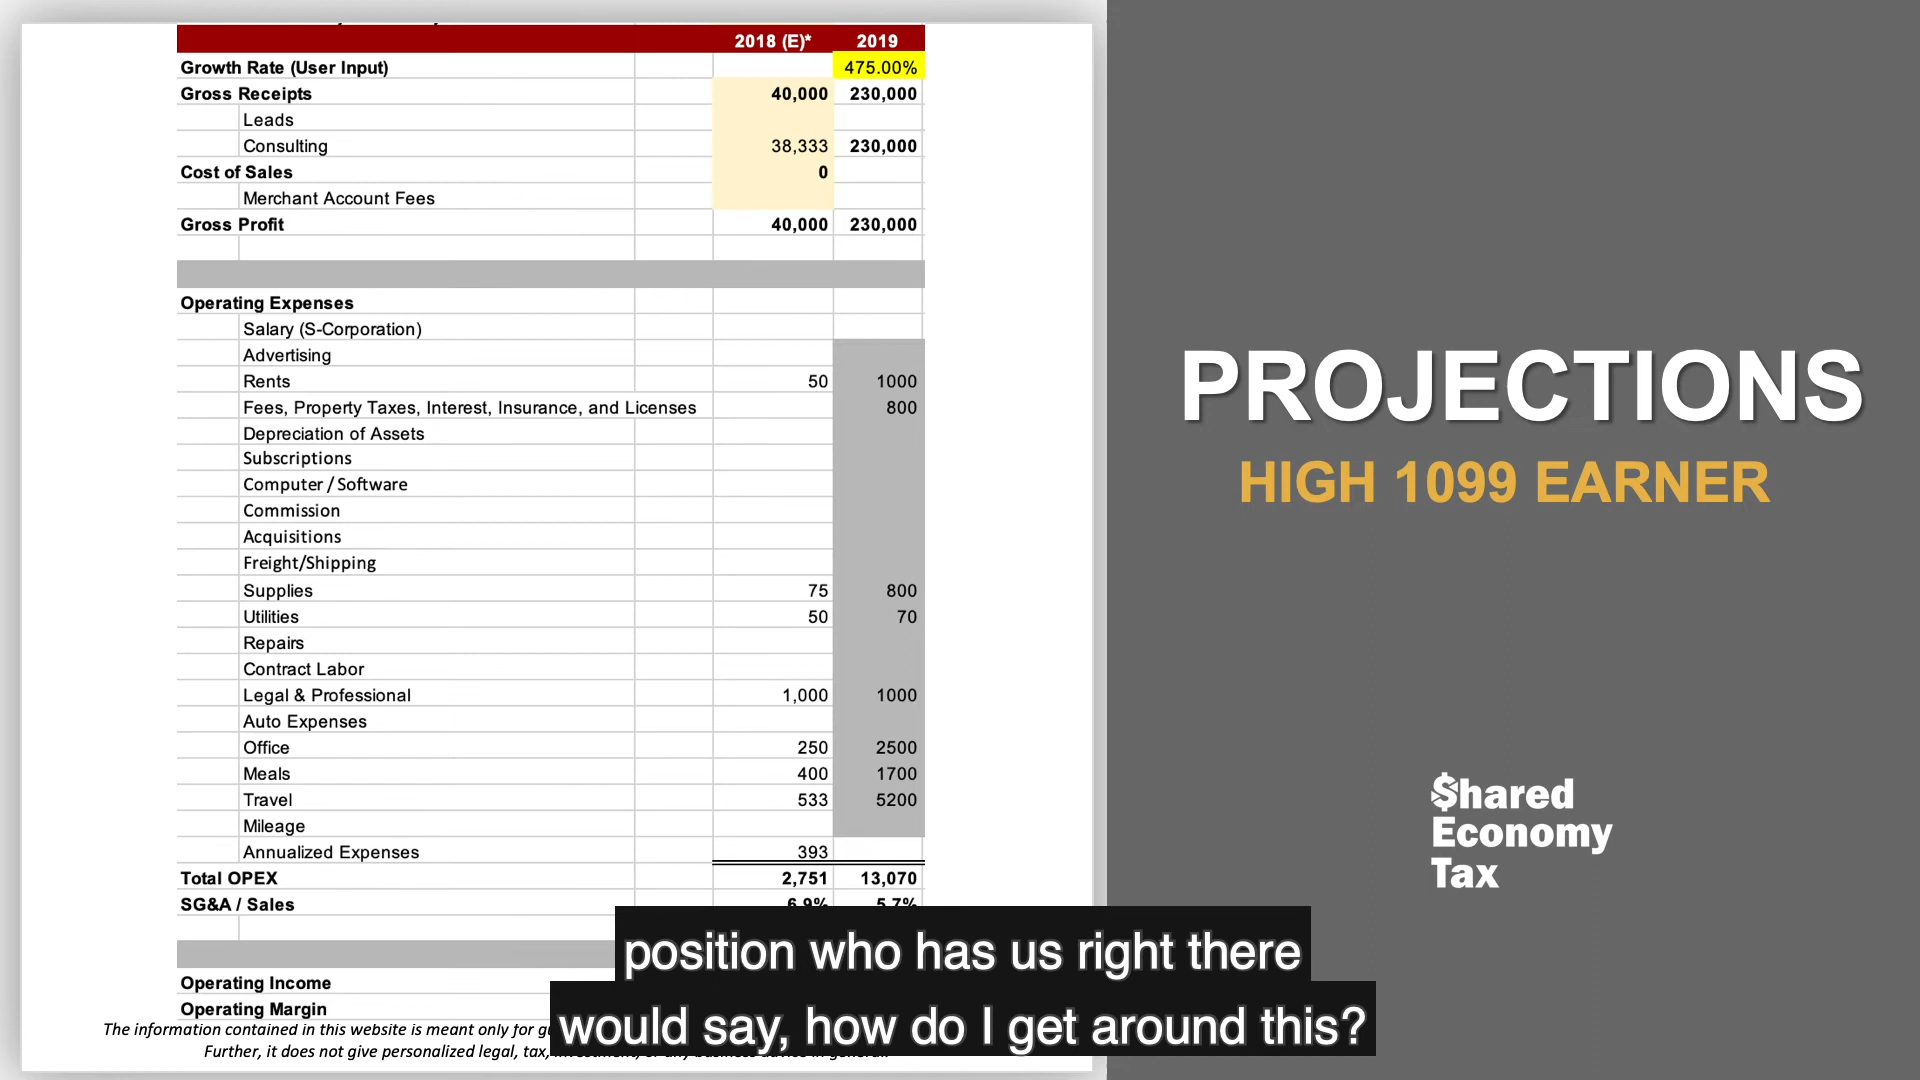 2018 (E)* 2019
Growth Rate (User Input) 475.00%
Gross Receipts 40,000 230,000
Leads
Consulting 38,333 230,000
Cost of Sales 0
Merchant Account Fees
Gross Profit 40,000 230,000
Operating Expenses
Salary (S-Corporation)
Advertising
Rents 50 1000
Fees, Property Taxes, Interest, Insurance, and Licenses 800
Depreciation of Assets
Subscriptions
Computer / Software
Commission
Acquisitions
Freight/Shipping
Supplies 75 800
Utilities 50 70
Repairs
Contract Labor
Legal & Professional 1,000 1000
Auto Expenses
Office 250 2500
Meals 400 1700
Travel 533 5200
Mileage
Annualized Expenses 393
Total OPEX 2,751 13,070
SG&A / Sales 6.9% 5.7%
Operating Income
Operating Margin
The information contained in this website is meant only for
Further, it does not give personalized legal, tax,
PROJECTIONS
HIGH 1099 EARNER
$hared
Economy
Tax
position who has us right there
would say, how do I get around this?